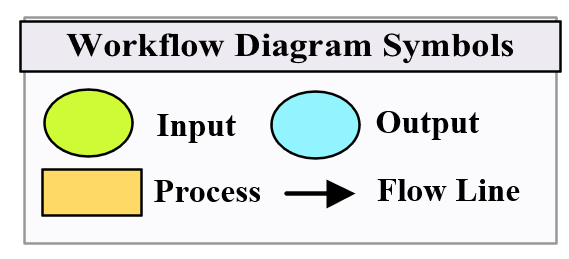 Workflow Diagram Symbols
Input
Output
Process
Flow Line